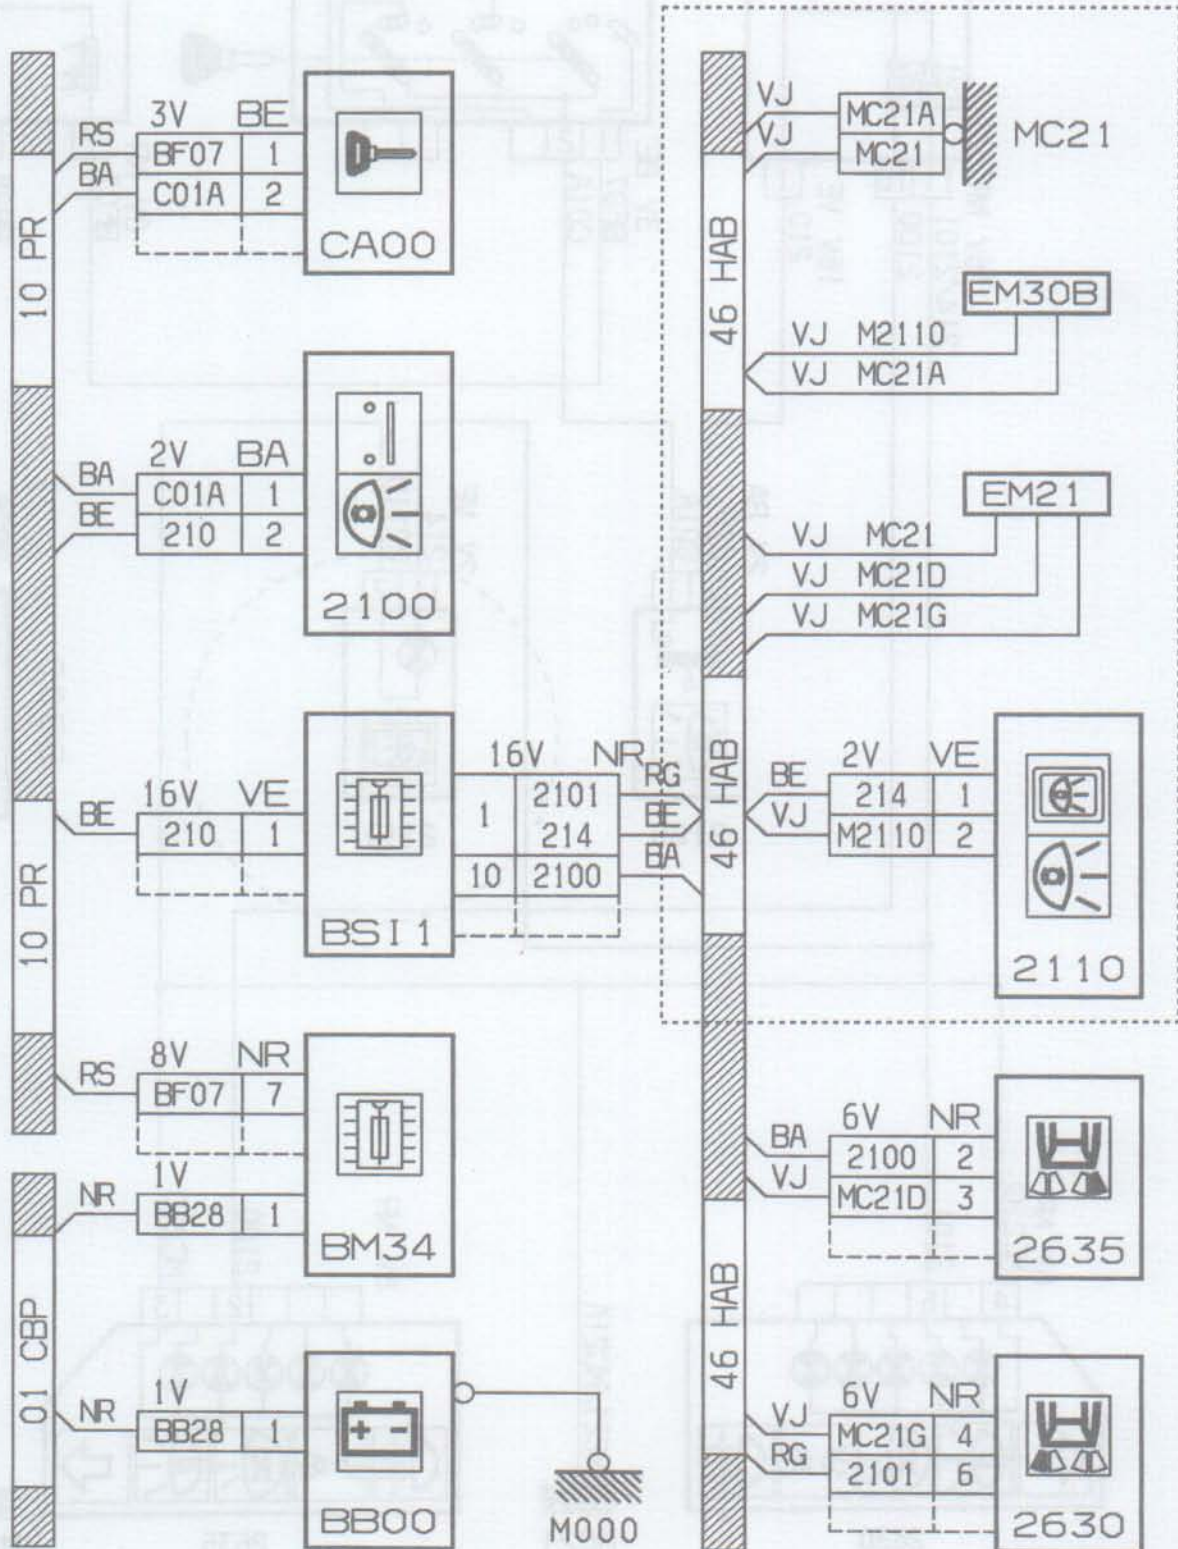 3V BE
RS BF07 1
BA C01A 2
CA00
10 PR
2V BA
BA C01A 1
BE 210 2
2100
16V VE
BE 210 1
BSI1
16V NR
1 2101 RG
214 BE
10 2100 BA
10 PR
8V NR
RS BF07 7
1V
NR BB28 1
BM34
01 CBP
1V
NR BB28 1
+ -
BB00
M000
VJ MC21A
VJ MC21
MC21
46 HAB
EM30B
VJ M2110
VJ MC21A
EM21
VJ MC21
VJ MC21D
VJ MC21G
46 HAB
2V VE
BE 214 1
VJ M2110 2
2110
6V NR
BA 2100 2
VJ MC21D 3
2635
46 HAB
6V NR
VJ MC21G 4
RG 2101 6
2630